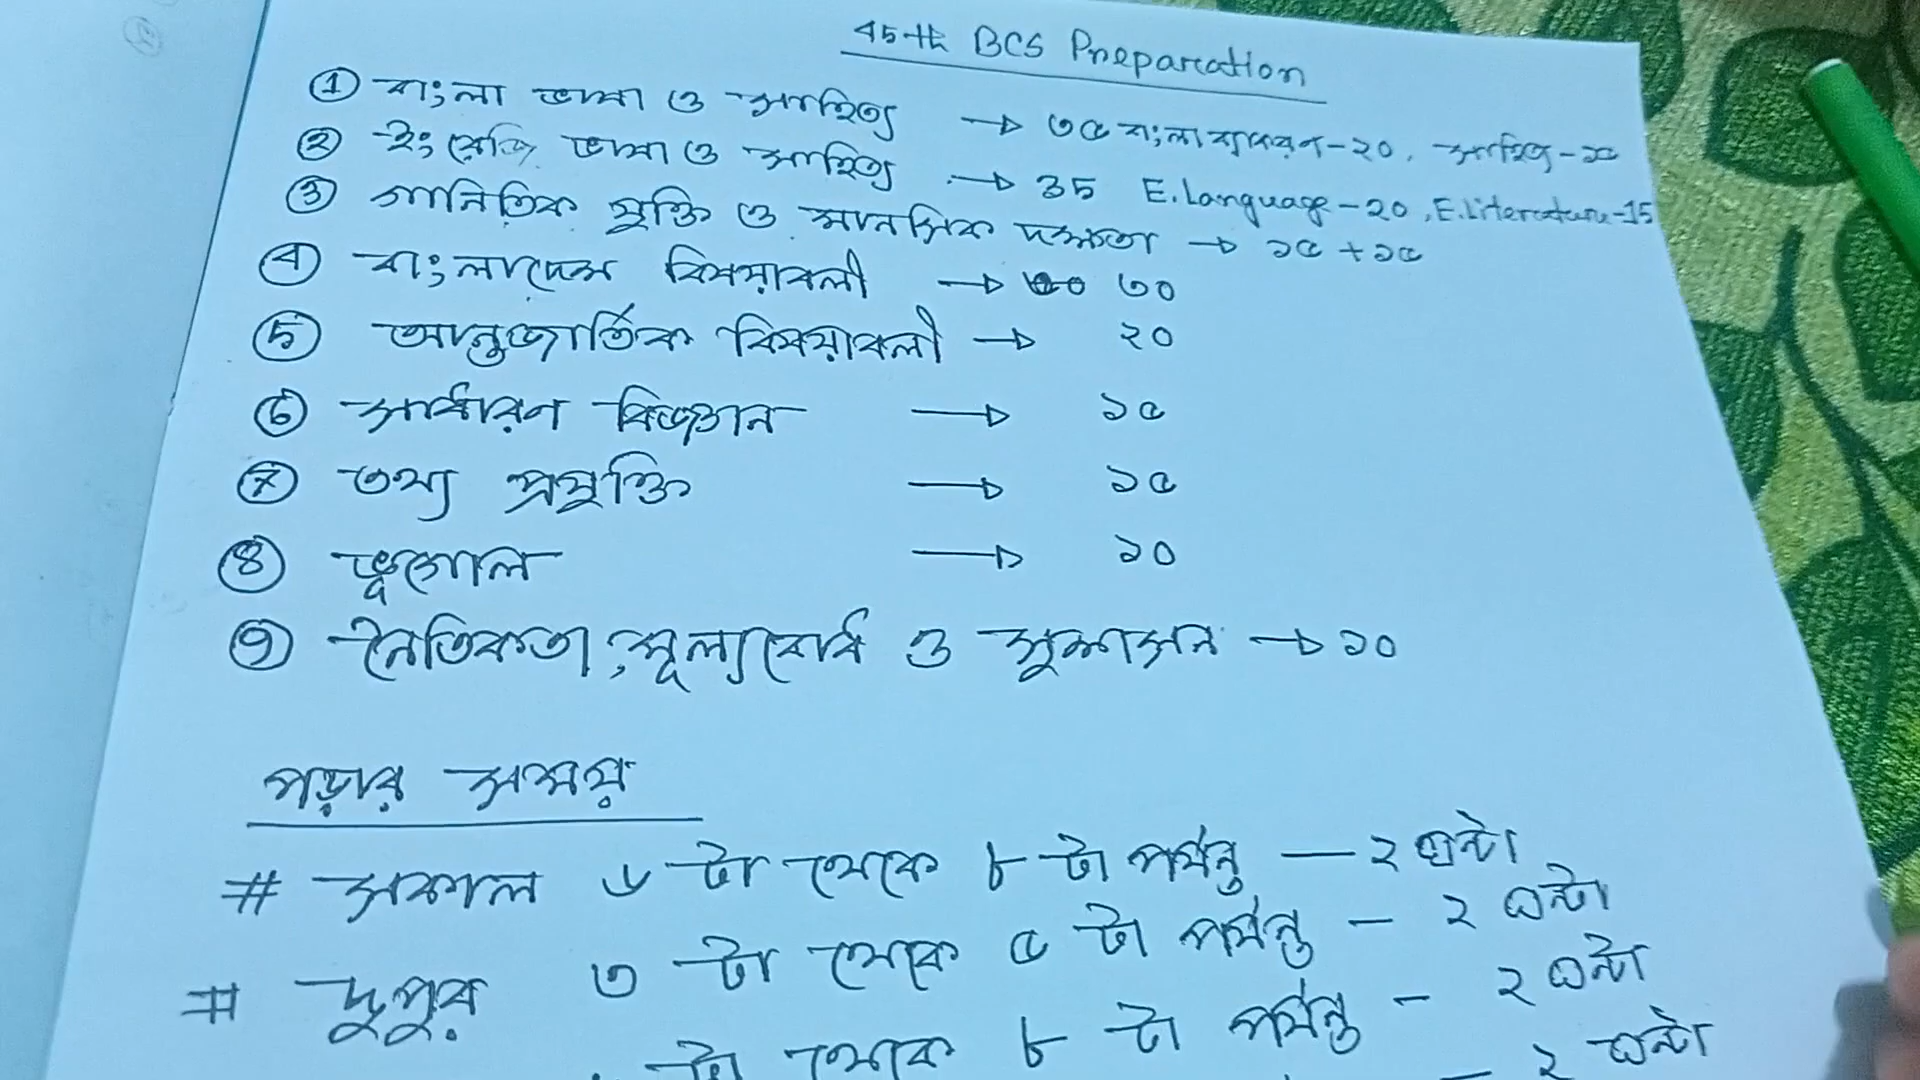 45th BCS Preparation
① বাংলা ভাষা ও সাহিত্য → ৩৫ বাংলা ব্যাকরণ-২০, সাহিত্য-১৫
② ইংরেজি ভাষা ও সাহিত্য → 35 E.Language-20, E.Literature-15
③ গানিতিক যুক্তি ও মানসিক দক্ষতা → ১৫ + ১৫
④ বাংলাদেশ বিষয়াবলী → ৩০
⑤ আন্তর্জাতিক বিষয়াবলী → ২০
⑥ সাধারণ বিজ্ঞান → ১৫
⑦ তথ্য প্রযুক্তি → ১৫
⑧ ভূগোল → ১০
⑨ নৈতিকতা, মূল্যবোধ ও সুশাসন → ১০
পড়ার সময়
# সকাল ৬ টা থেকে ৮ টা পর্যন্ত — ২ ঘন্টা
# দুপুর ৩ টা থেকে ৫ টা পর্যন্ত - ২ ঘন্টা
টা থেকে ৮ টা পর্যন্ত - ২ ঘন্টা
- ২ ঘন্টা